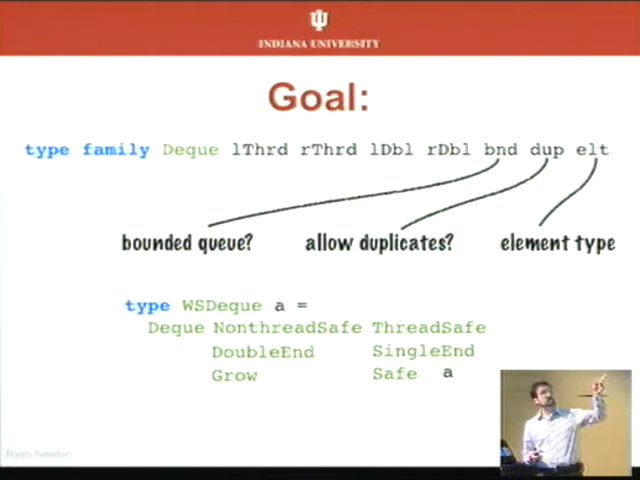 INDIANA UNIVERSITY
Goal:
type family Deque lThrd rThrd lDbl rDbl bnd dup elt
bounded queue? allow duplicates? element type
type WSDeque a =
Deque NonthreadSafe ThreadSafe
DoubleEnd SingleEnd
Grow Safe a
Ryan Newton